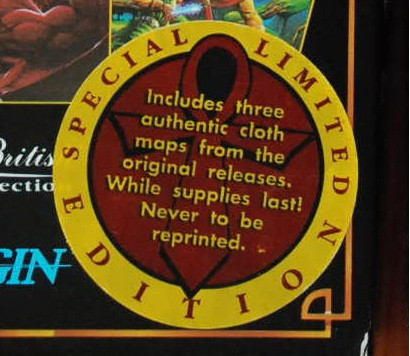 SPECIAL LIMITED EDITION
Includes three
authentic cloth
maps from the
original releases.
While supplies last!
Never to be
reprinted.
Britis
ectio
GIN